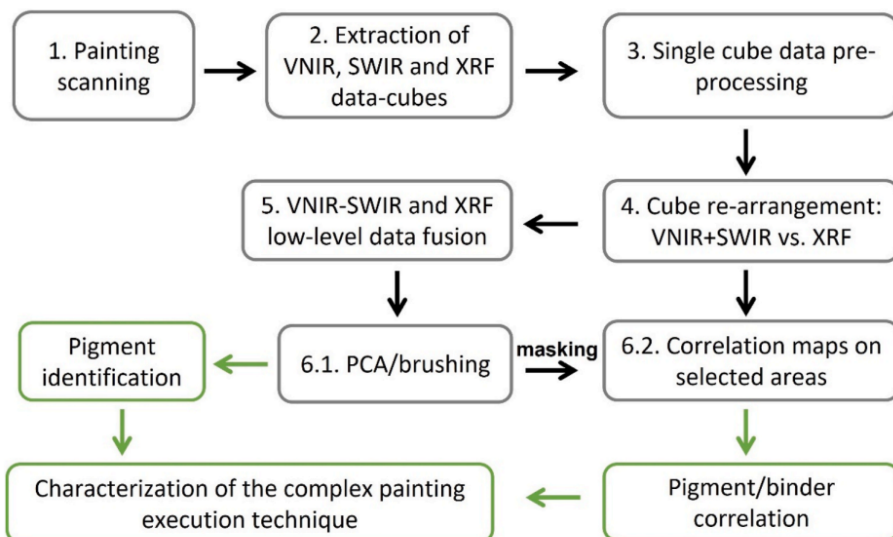 1. Painting
scanning
2. Extraction of
VNIR, SWIR and XRF
data-cubes
3. Single cube data pre-
processing
5. VNIR-SWIR and XRF
low-level data fusion
4. Cube re-arrangement:
VNIR+SWIR vs. XRF
Pigment
identification
6.1. PCA/brushing
masking
6.2. Correlation maps on
selected areas
Characterization of the complex painting
execution technique
Pigment/binder
correlation